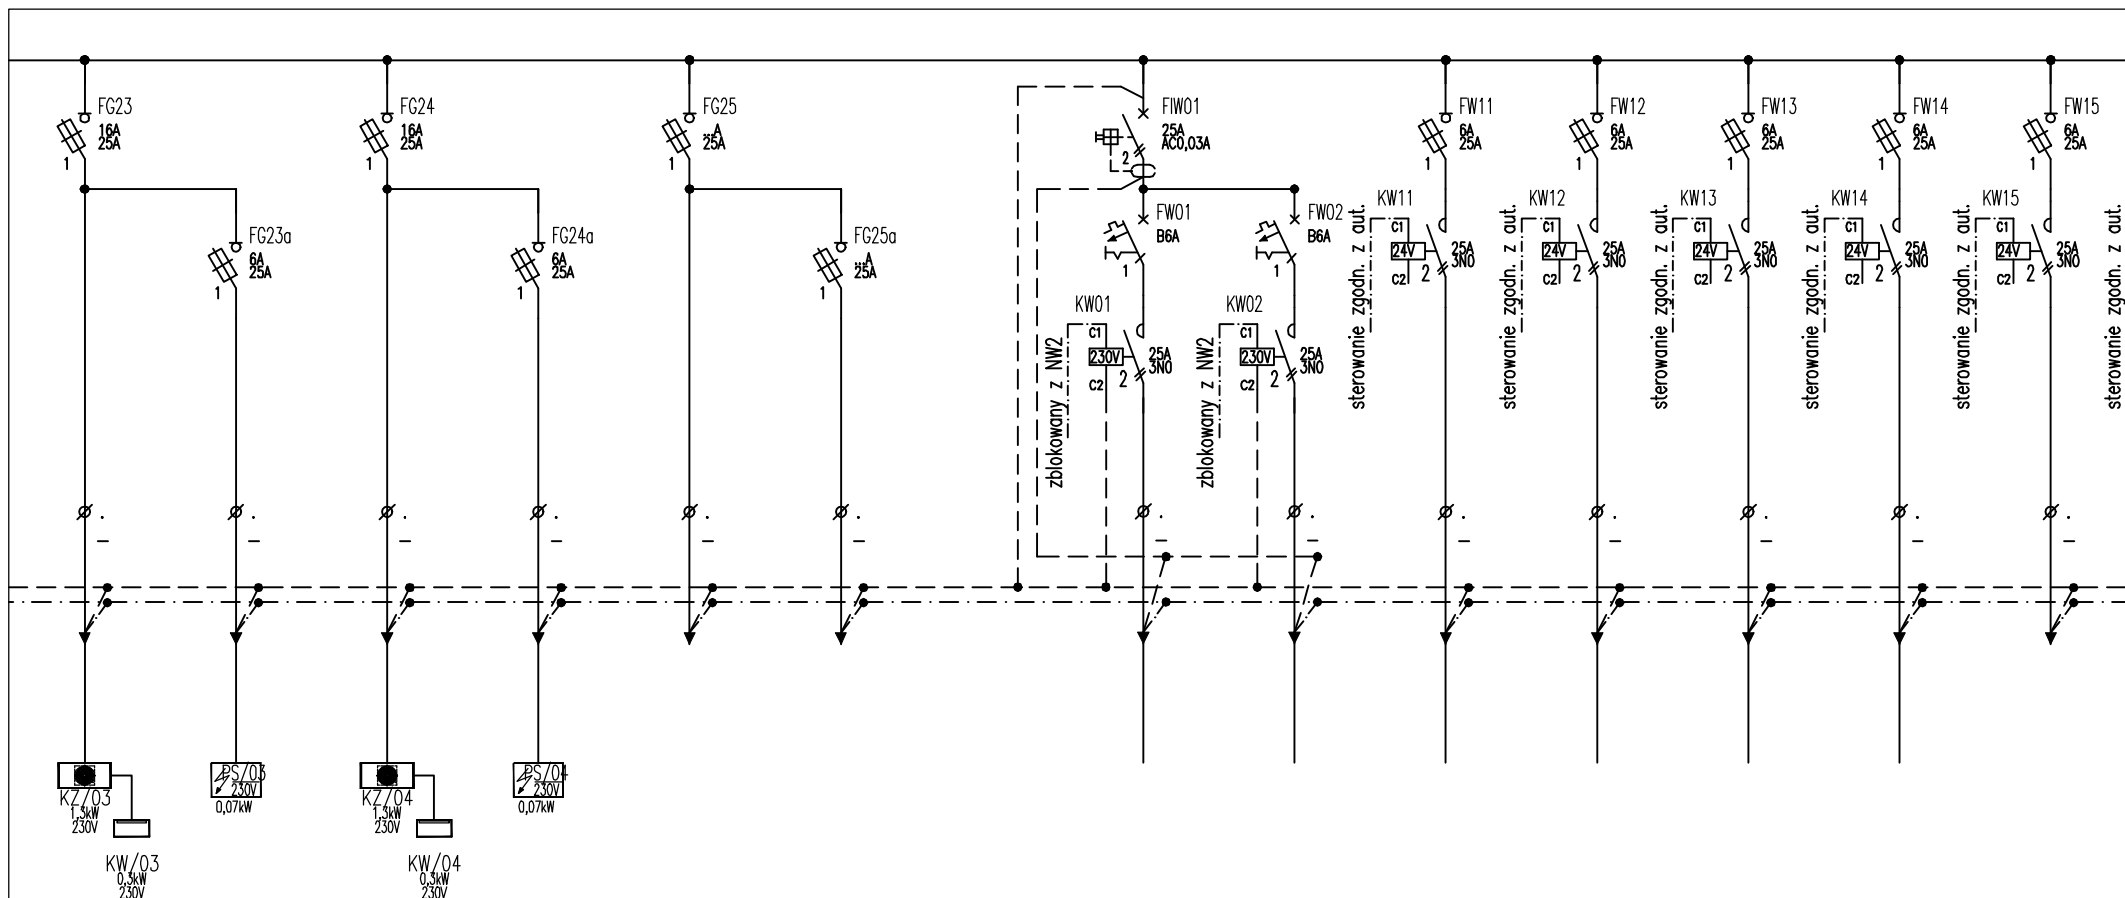 FG23
16A
25A
1
FG23a
6A
25A
1
FG24
16A
25A
1
FG24a
6A
25A
1
FG25
25A
1
FG25a
...A
25A
1
FIW01
25A
AC0,03A
2
FW01
B6A
1
FW02
B6A
1
KW01
C1
230V
C2
2
25A
3NO
zblokowany z NW2
KW02
C1
230V
C2
2
25A
3NO
zblokowany z NW2
FW11
6A
25A
1
KW11
C1
24V
C2
2
25A
3NO
sterowanie zgodn. z aut.
FW12
6A
25A
1
KW12
C1
24V
C2
2
25A
3NO
sterowanie zgodn. z aut.
FW13
6A
25A
1
KW13
C1
24V
C2
2
25A
3NO
sterowanie zgodn. z aut.
FW14
6A
25A
1
KW14
C1
24V
C2
2
25A
3NO
sterowanie zgodn. z aut.
FW15
6A
25A
1
KW15
C1
24V
C2
2
25A
3NO
sterowanie zgodn. z aut.
sterowanie zgodn. z aut.
KZ/03
1,3kW
230V
KW/03
0,3kW
230V
PS/03
230V
0,07kW
KZ/04
1,3kW
230V
KW/04
0,3kW
230V
PS/04
230V
0,07kW